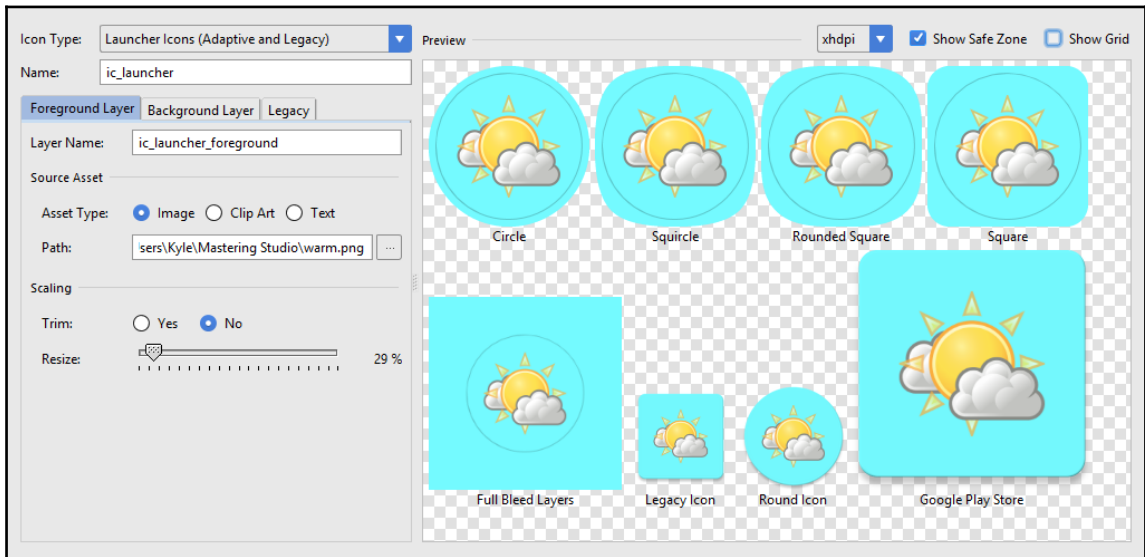 Icon Type: Launcher Icons (Adaptive and Legacy)
Name: ic_launcher
Foreground Layer Background Layer Legacy
Layer Name: ic_launcher_foreground
Source Asset
Asset Type: Image Clip Art Text
Path: sers\Kyle\Mastering Studio\warm.png ...
Scaling
Trim: Yes No
Resize: 29 %
Preview xhdpi Show Safe Zone Show Grid
Circle Squircle Rounded Square Square
Full Bleed Layers Legacy Icon Round Icon Google Play Store